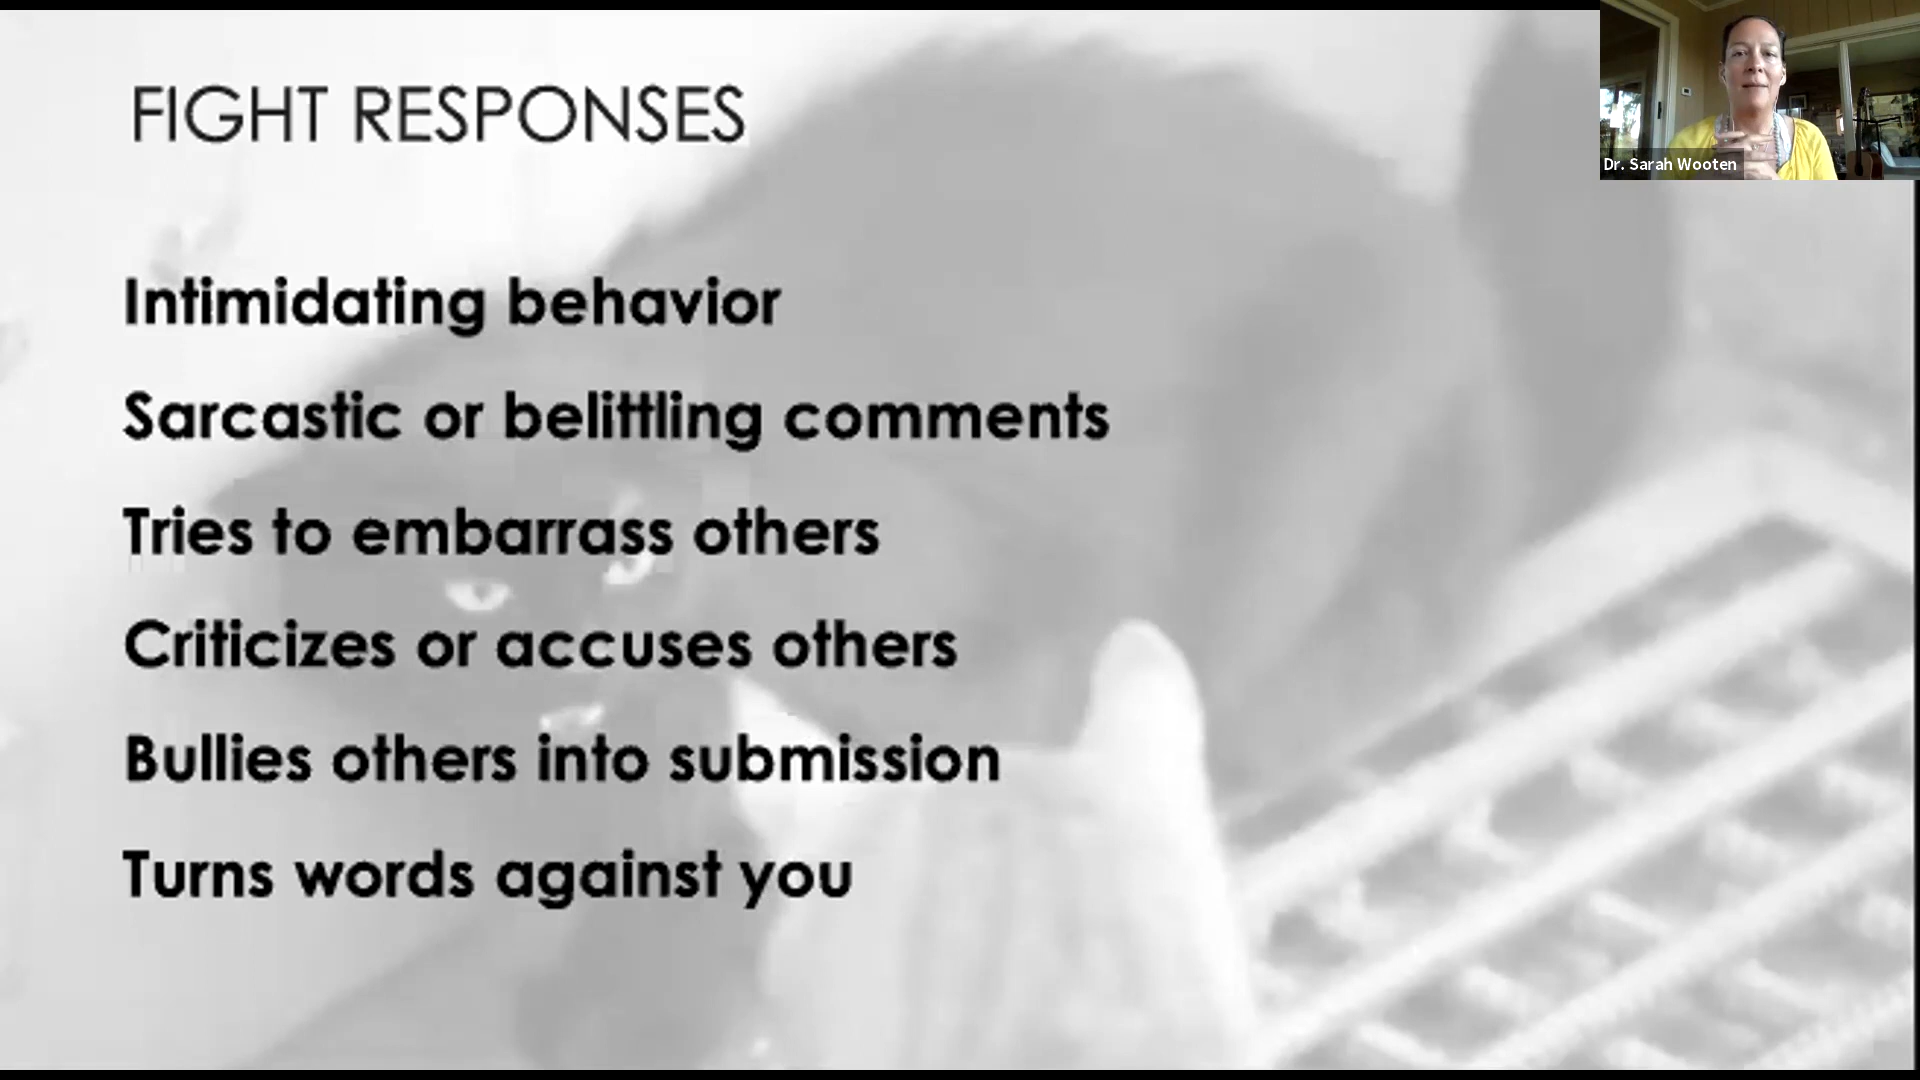 FIGHT RESPONSES
Dr. Sarah Wooten
Intimidating behavior
Sarcastic or belittling comments
Tries to embarrass others
Criticizes or accuses others
Bullies others into submission
Turns words against you